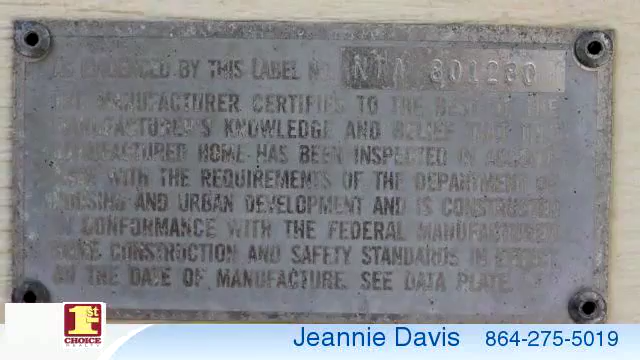 AS EVIDENCED BY THIS LABEL NO. NTA 801230
THE MANUFACTURER CERTIFIES TO THE BEST OF THE
MANUFACTURER'S KNOWLEDGE AND BELIEF THAT THIS
MANUFACTURED HOME HAS BEEN INSPECTED IN ACCORD-
ANCE WITH THE REQUIREMENTS OF THE DEPARTMENT OF
HOUSING AND URBAN DEVELOPMENT AND IS CONSTRUCTED
IN CONFORMANCE WITH THE FEDERAL MANUFACTURED
HOME CONSTRUCTION AND SAFETY STANDARDS IN EFFECT
ON THE DATE OF MANUFACTURE. SEE DATA PLATE.
1st
CHOICE
REALTY
Jeannie Davis 864-275-5019